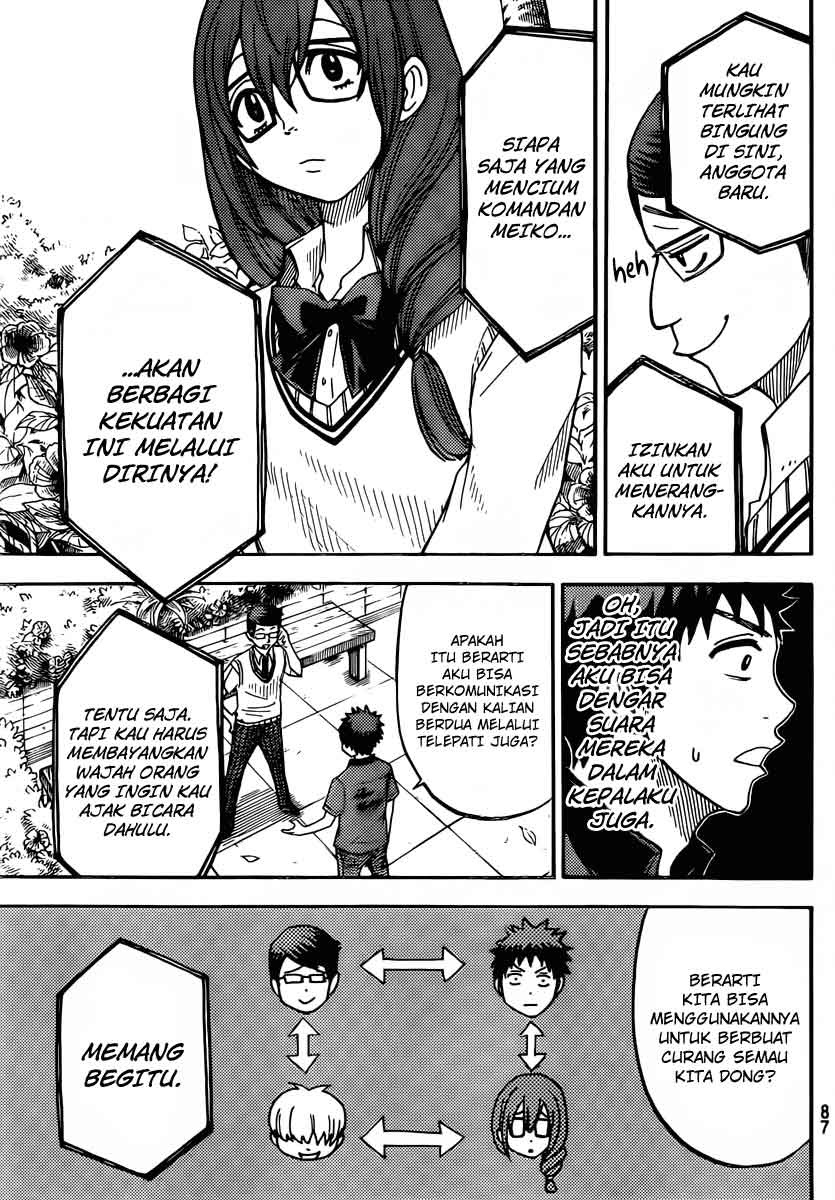 KAU
MUNGKIN
TERLIHAT
BINGUNG
DI SINI,
ANGGOTA
BARU.
heh
IZINKAN
AKU UNTUK
MENERANG-
KANNYA.
SIAPA
SAJA YANG
MENCIUM
KOMANDAN
MEIKO...
...AKAN
BERBAGI
KEKUATAN
INI MELALUI
DIRINYA!
OH,
JADI ITU
SEBABNYA
AKU BISA
DENGAR
SUARA
MEREKA
DALAM
KEPALAKU
JUGA.
APAKAH
ITU BERARTI
AKU BISA
BERKOMUNIKASI
DENGAN KALIAN
BERDUA MELALUI
TELEPATI JUGA?
TENTU SAJA.
TAPI KAU HARUS
MEMBAYANGKAN
WAJAH ORANG
YANG INGIN KAU
AJAK BICARA
DAHULU.
BERARTI
KITA BISA
MENGGUNAKANNYA
UNTUK BERBUAT
CURANG SEMAU
KITA DONG?
MEMANG
BEGITU.
87